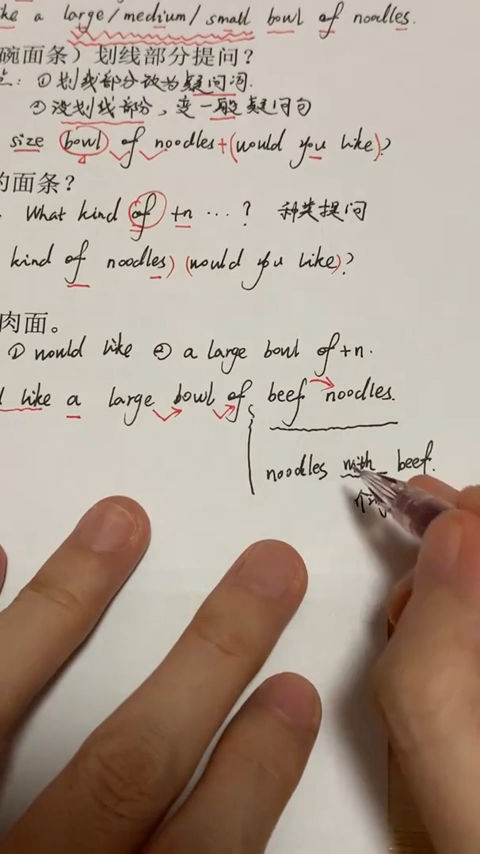 ke a large/medium/small bowl of noodles.
碗面条）划线部分提问？
点：①划线部分改为疑问词.
②没划线部分，变一般疑问句
size bowl of noodles+(would you like)?
的面条？
What kind of +n ...? 种类提问
kind of noodles) (would you like)?
肉面。
① would like ② a large bowl of+n.
d like a large bowl of beef noodles.
noodles with beef.
介